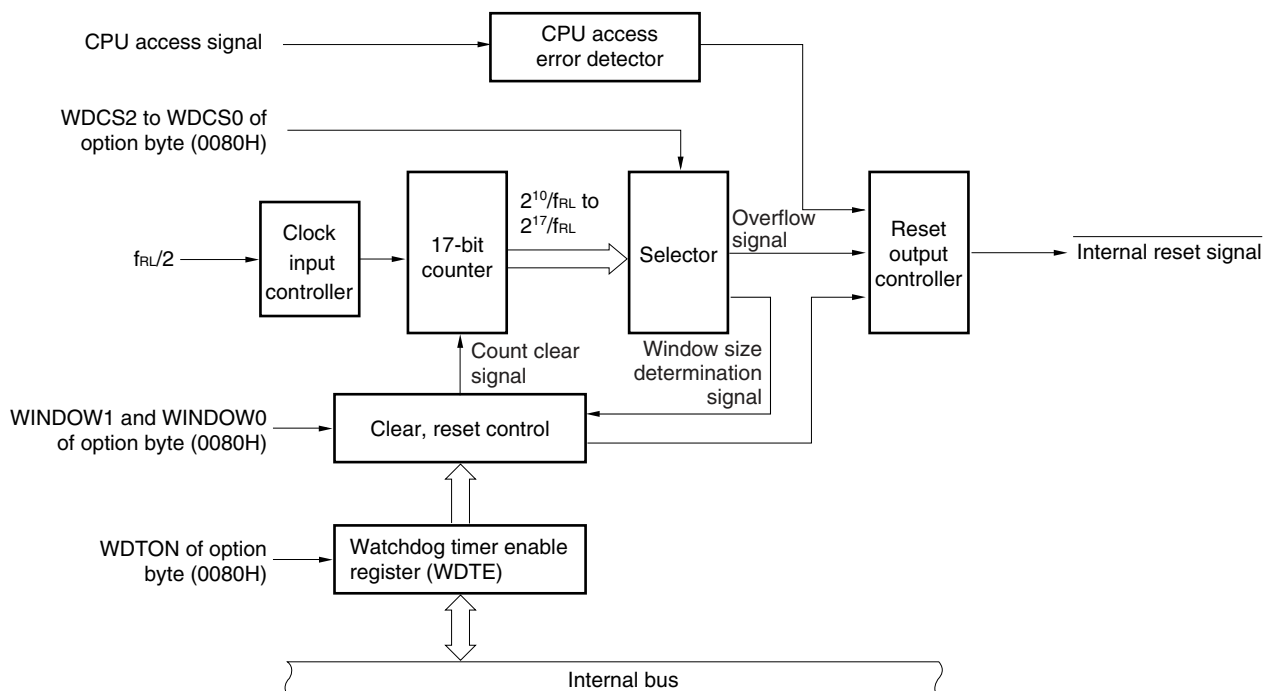 CPU access signal
CPU access
error detector
WDCS2 to WDCS0 of
option byte (0080H)
fRL/2
Clock
input
controller
17-bit
counter
2¹⁰/fRL to
2¹⁷/fRL
Selector
Overflow
signal
Reset
output
controller
Internal reset signal
Count clear
signal
Window size
determination
signal
WINDOW1 and WINDOW0
of option byte (0080H)
Clear, reset control
WDTON of option
byte (0080H)
Watchdog timer enable
register (WDTE)
Internal bus